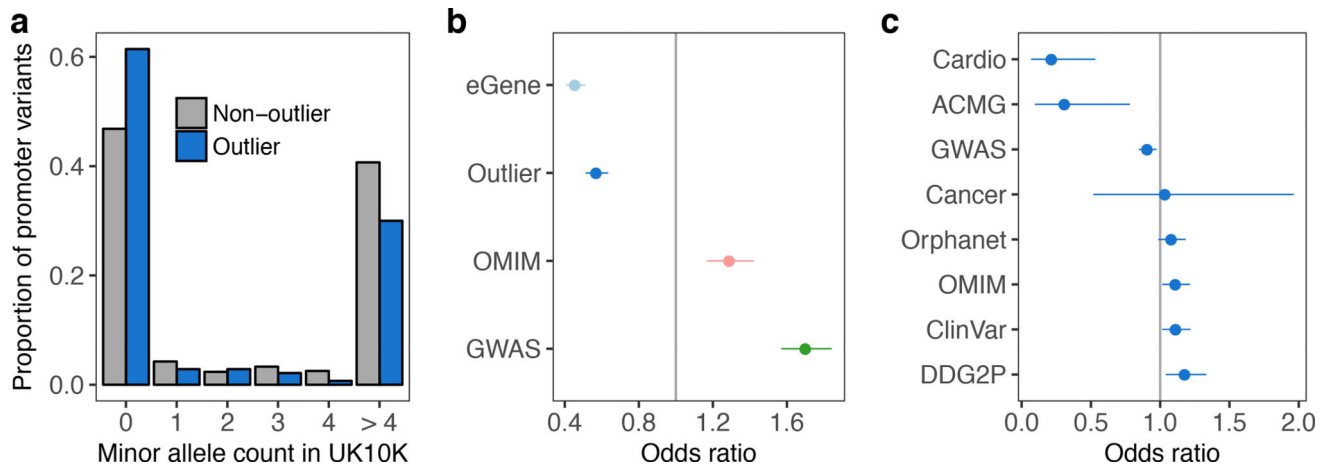 a
Proportion of promoter variants
0.6
0.4
0.2
0.0
Non−outlier
Outlier
0
1
2
3
4
> 4
Minor allele count in UK10K
b
eGene
Outlier
OMIM
GWAS
0.4
0.8
1.2
1.6
Odds ratio
c
Cardio
ACMG
GWAS
Cancer
Orphanet
OMIM
ClinVar
DDG2P
0.0
0.5
1.0
1.5
2.0
Odds ratio